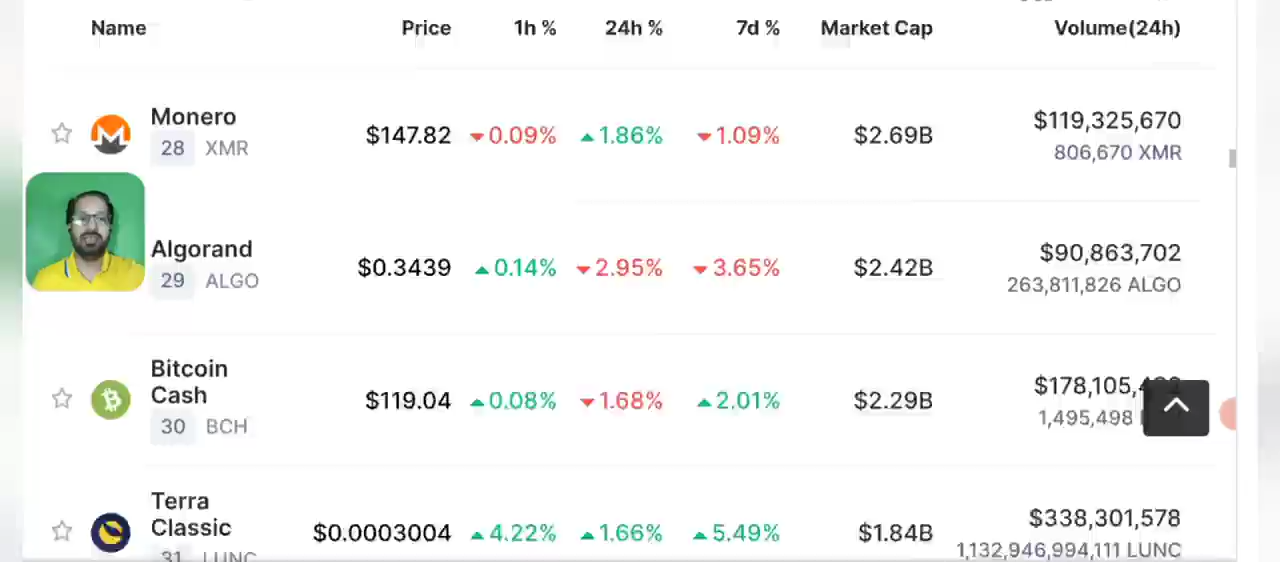 Name Price 1h % 24h % 7d % Market Cap Volume(24h)
Monero
28 XMR
$147.82 0.09% 1.86% 1.09% $2.69B
$119,325,670
806,670 XMR
Algorand
29 ALGO
$0.3439 0.14% 2.95% 3.65% $2.42B
$90,863,702
263,811,826 ALGO
Bitcoin
Cash
30 BCH
$119.04 0.08% 1.68% 2.01% $2.29B
1,495,498
Terra
Classic
31 LUNC
$0.0003004 4.22% 1.66% 5.49% $1.84B
$338,301,578
1,132,946,994,111 LUNC